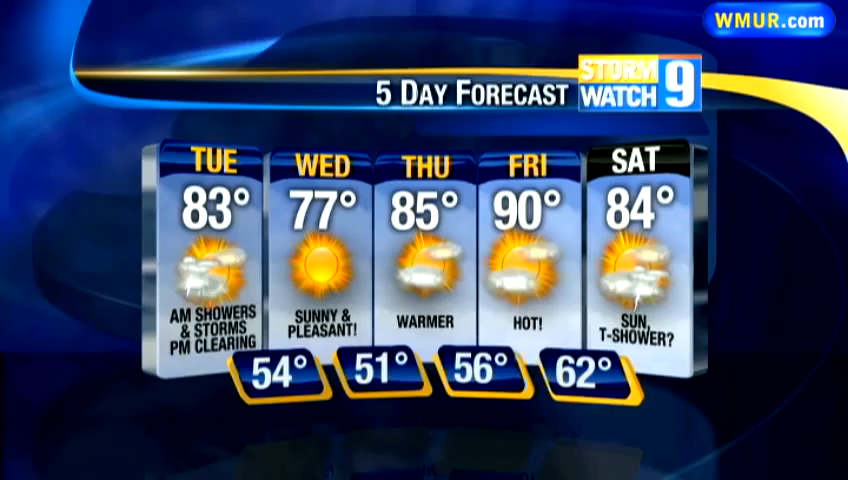 WMUR.com
5 DAY FORECAST
STORM
WATCH 9
TUE WED THU FRI SAT
83° 77° 85° 90° 84°
AM SHOWERS
& STORMS
PM CLEARING
SUNNY &
PLEASANT!
WARMER
HOT!
SUN,
T-SHOWER?
54° 51° 56° 62°